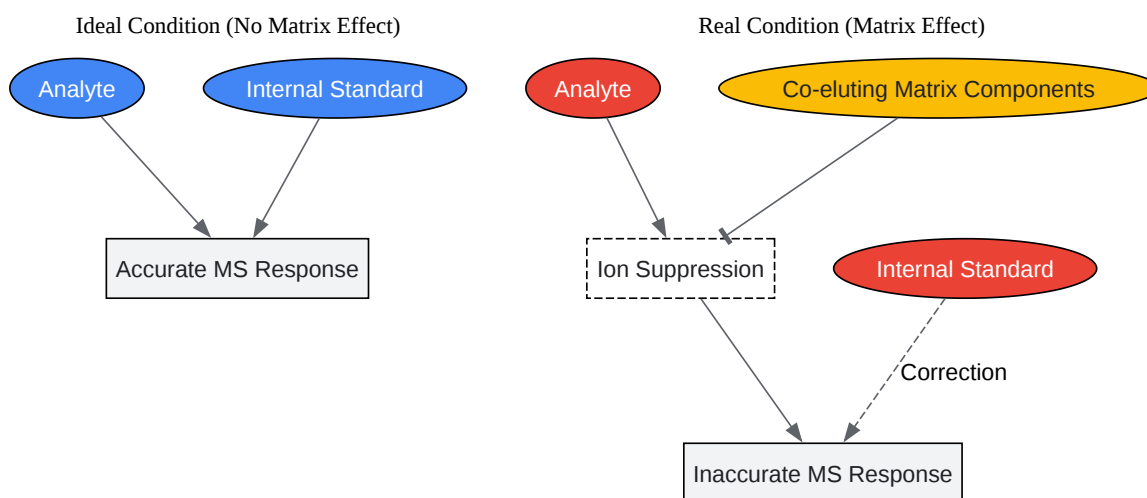 Ideal Condition (No Matrix Effect)
Analyte
Internal Standard
Accurate MS Response
Real Condition (Matrix Effect)
Analyte
Co-eluting Matrix Components
Ion Suppression
Internal Standard
Correction
Inaccurate MS Response